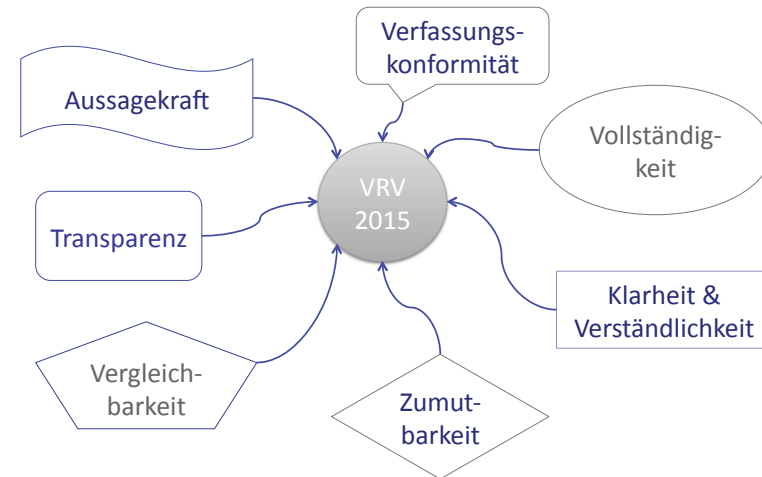 Verfassungs-
konformität
Aussagekraft
Vollständig-
keit
VRV
2015
Transparenz
Klarheit &
Verständlichkeit
Vergleich-
barkeit
Zumut-
barkeit